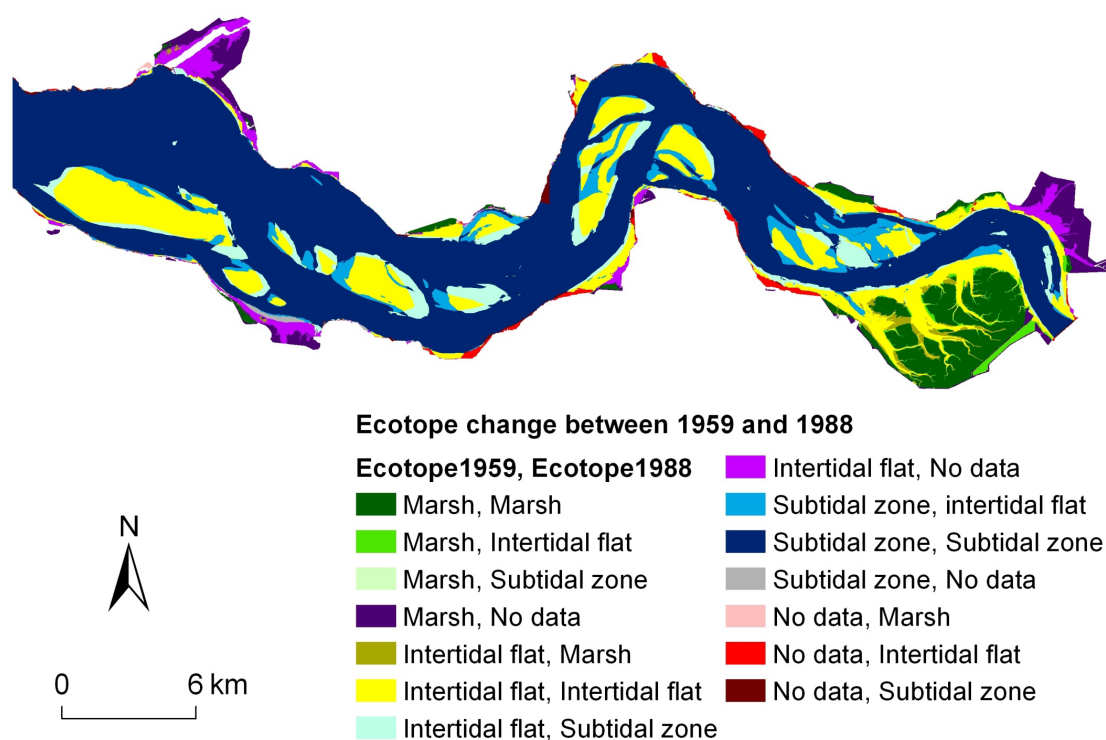 Ecotope change between 1959 and 1988
Ecotope1959, Ecotope1988
Marsh, Marsh
Marsh, Intertidal flat
Marsh, Subtidal zone
Marsh, No data
Intertidal flat, Marsh
Intertidal flat, Intertidal flat
Intertidal flat, Subtidal zone
Intertidal flat, No data
Subtidal zone, intertidal flat
Subtidal zone, Subtidal zone
Subtidal zone, No data
No data, Marsh
No data, Intertidal flat
No data, Subtidal zone
N
0 6 km